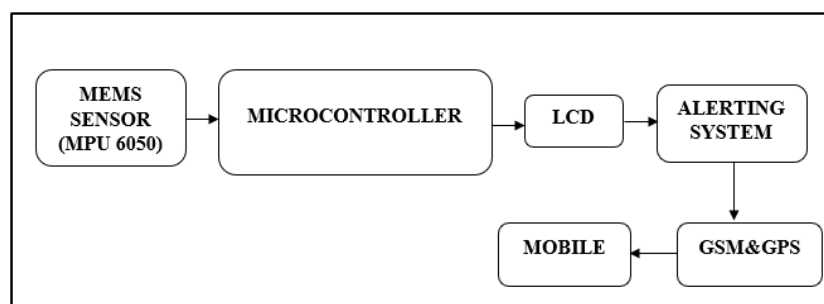 MEMS
SENSOR
(MPU 6050)
MICROCONTROLLER
LCD
ALERTING
SYSTEM
MOBILE
GSM&GPS